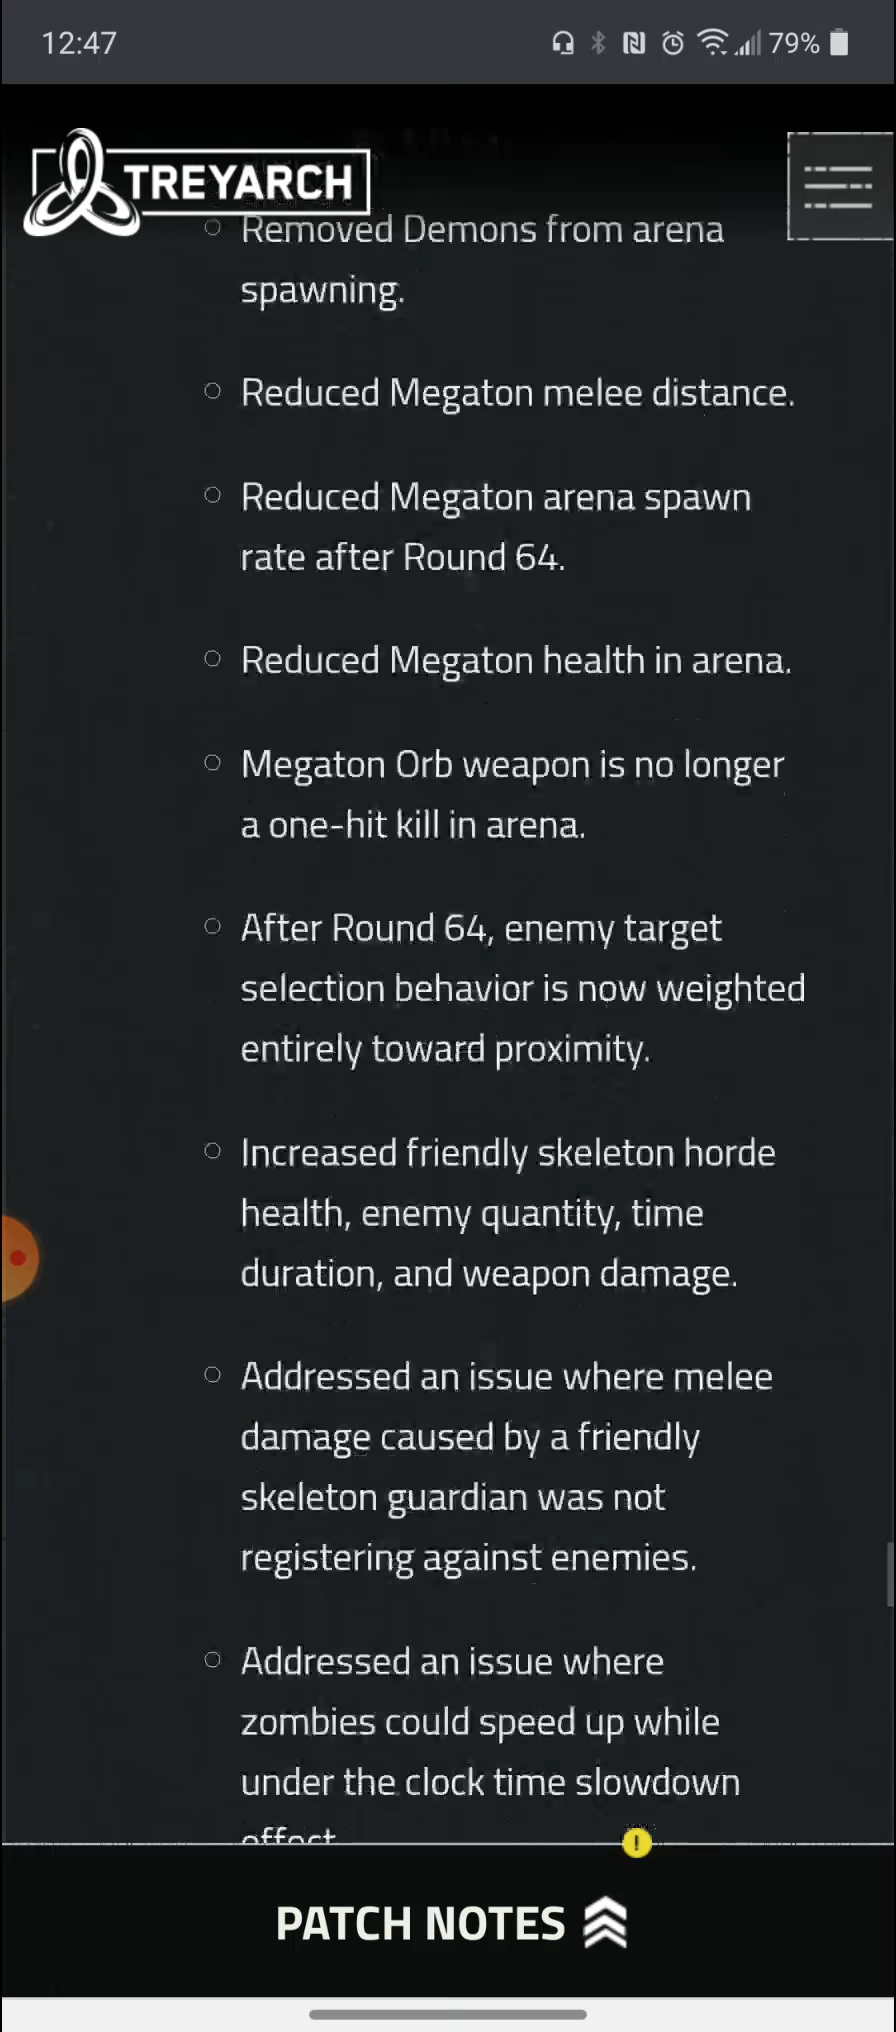 12:47
79%
TREYARCH
Removed Demons from arena
spawning.
Reduced Megaton melee distance.
Reduced Megaton arena spawn
rate after Round 64.
Reduced Megaton health in arena.
Megaton Orb weapon is no longer
a one-hit kill in arena.
After Round 64, enemy target
selection behavior is now weighted
entirely toward proximity.
Increased friendly skeleton horde
health, enemy quantity, time
duration, and weapon damage.
Addressed an issue where melee
damage caused by a friendly
skeleton guardian was not
registering against enemies.
Addressed an issue where
zombies could speed up while
under the clock time slowdown
effect
!
PATCH NOTES